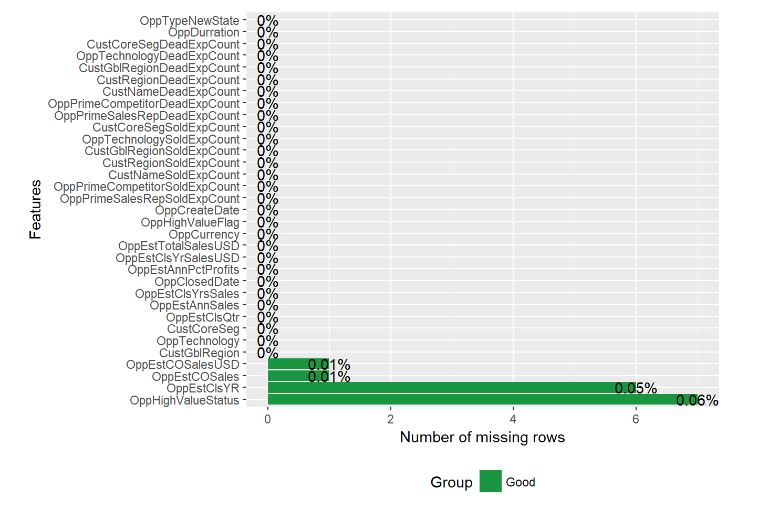 OppTypeNewState 0%
OppDurration 0%
CustCoreSegDeadExpCount 0%
OppTechnologyDeadExpCount 0%
CustGblRegionDeadExpCount 0%
CustRegionDeadExpCount 0%
CustNameDeadExpCount 0%
OppPrimeCompetitorDeadExpCount 0%
OppPrimeSalesRepDeadExpCount 0%
CustCoreSegSoldExpCount 0%
OppTechnologySoldExpCount 0%
CustGblRegionSoldExpCount 0%
CustRegionSoldExpCount 0%
CustNameSoldExpCount 0%
OppPrimeCompetitorSoldExpCount 0%
OppPrimeSalesRepSoldExpCount 0%
OppCreateDate 0%
OppHighValueFlag 0%
OppCurrency 0%
OppEstTotalSalesUSD 0%
OppEstClsYrSalesUSD 0%
OppEstAnnPctProfits 0%
OppClosedDate 0%
OppEstClsYrsSales 0%
OppEstAnnSales 0%
OppEstClsQtr 0%
CustCoreSeg 0%
OppTechnology 0%
CustGblRegion 0%
OppEstCOSalesUSD 0.01%
OppEstCOSales 0.01%
OppEstClsYR 0.05%
OppHighValueStatus 0.06%
Features
0 2 4 6
Number of missing rows
Group Good